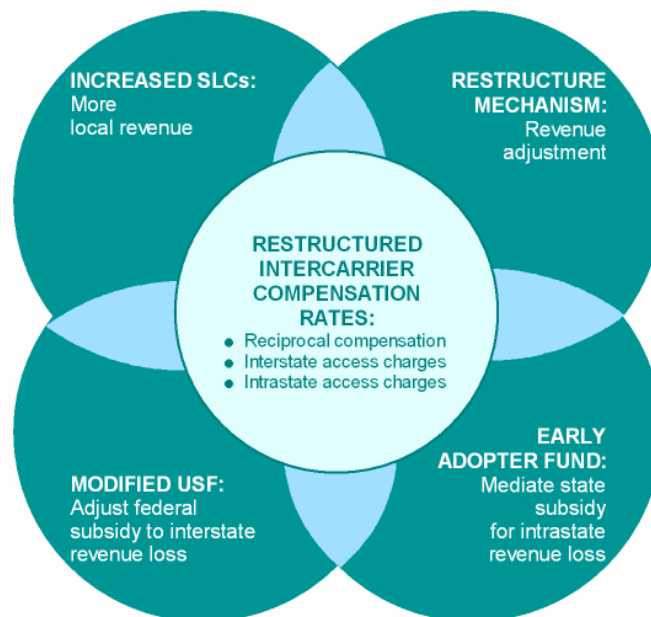 INCREASED SLCs:
More
local revenue
RESTRUCTURE
MECHANISM:
Revenue
adjustment
RESTRUCTURED
INTERCARRIER
COMPENSATION
RATES:
● Reciprocal compensation
● Interstate access charges
● Intrastate access charges
MODIFIED USF:
Adjust federal
subsidy to interstate
revenue loss
EARLY
ADOPTER FUND:
Mediate state
subsidy
for intrastate
revenue loss